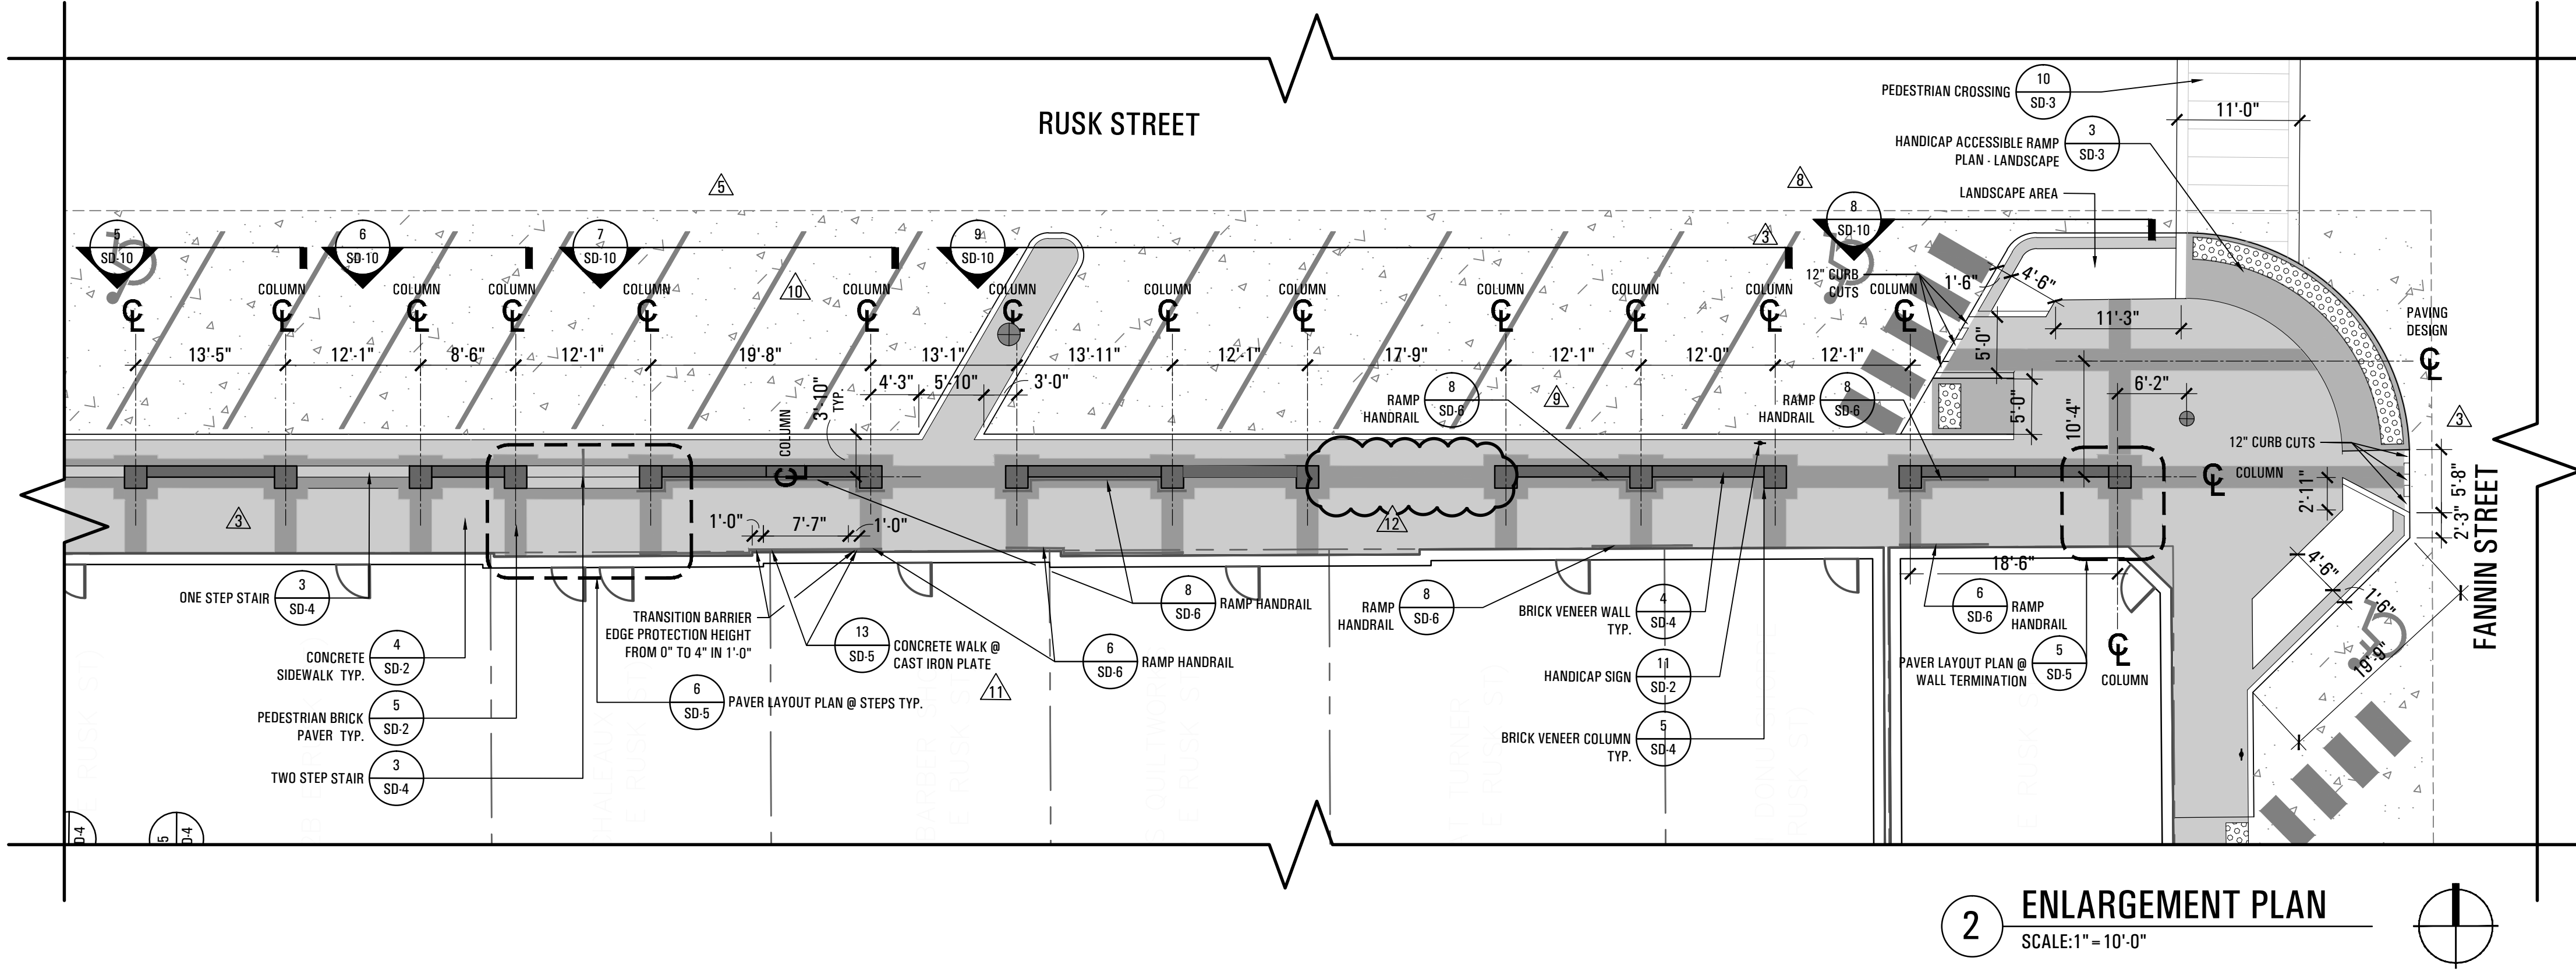 RUSK STREET
10
SD-3
PEDESTRIAN CROSSING
11'-0"
3
SD-3
HANDICAP ACCESSIBLE RAMP
PLAN - LANDSCAPE
LANDSCAPE AREA
5
8
3
10
5
SD-10
6
SD-10
7
SD-10
9
SD-10
8
SD-10
COLUMN
COLUMN
COLUMN
COLUMN
COLUMN
COLUMN
COLUMN
COLUMN
COLUMN
COLUMN
COLUMN
COLUMN
12" CURB
CUTS
1'-6"
4'-6"
11'-3"
PAVING
DESIGN
13'-5"
12'-1"
8'-6"
12'-1"
19'-8"
13'-1"
13'-11"
12'-1"
17'-9"
12'-1"
12'-0"
12'-1"
5'-0"
4'-3"
5'-10"
3'-0"
3'-10"
TYP.
COLUMN
RAMP
HANDRAIL
8
SD-6
9
RAMP
HANDRAIL
8
SD-6
5'-0"
10'-4"
6'-2"
3
12" CURB CUTS
COLUMN
2'-11"
5'-8"
2'-3"
FANNIN STREET
3
12
1'-0"
7'-7"
1'-0"
18'-6"
4'-6"
1'-6"
19'-9"
ONE STEP STAIR
3
SD-4
CONCRETE
SIDEWALK TYP.
4
SD-2
PEDESTRIAN BRICK
PAVER TYP.
5
SD-2
TWO STEP STAIR
3
SD-4
TRANSITION BARRIER
EDGE PROTECTION HEIGHT
FROM 0" TO 4" IN 1'-0"
13
SD-5
CONCRETE WALK @
CAST IRON PLATE
6
SD-5
PAVER LAYOUT PLAN @ STEPS TYP.
11
8
SD-6
RAMP HANDRAIL
6
SD-6
RAMP HANDRAIL
RAMP
HANDRAIL
8
SD-6
BRICK VENEER WALL
TYP.
4
SD-4
HANDICAP SIGN
11
SD-2
BRICK VENEER COLUMN
TYP.
5
SD-4
6
SD-6
RAMP
HANDRAIL
PAVER LAYOUT PLAN @
WALL TERMINATION
5
SD-5
COLUMN
D-4
5
D-4
2
ENLARGEMENT PLAN
SCALE:1"=10'-0"